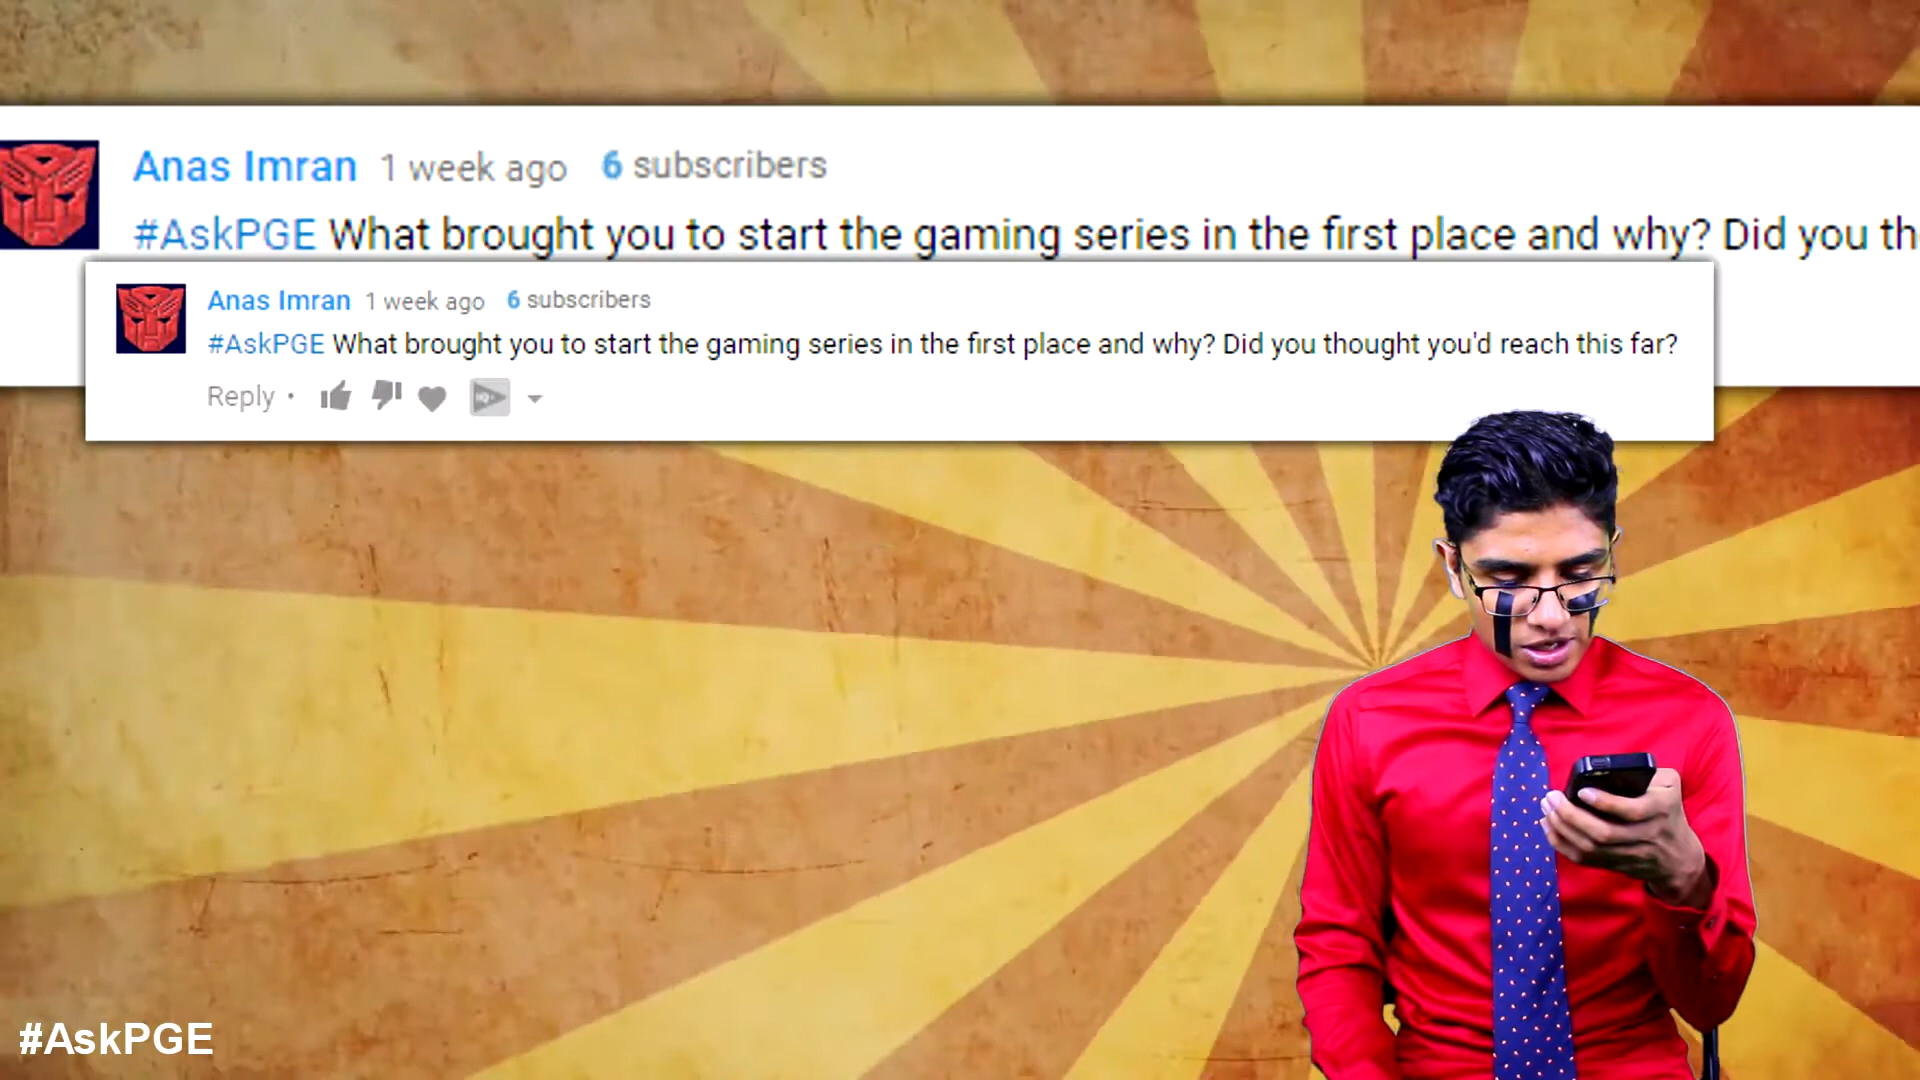 Anas Imran 1 week ago 6 subscribers
#AskPGE What brought you to start the gaming series in the first place and why? Did you th
Anas Imran 1 week ago 6 subscribers
#AskPGE What brought you to start the gaming series in the first place and why? Did you thought you'd reach this far?
Reply •
#AskPGE